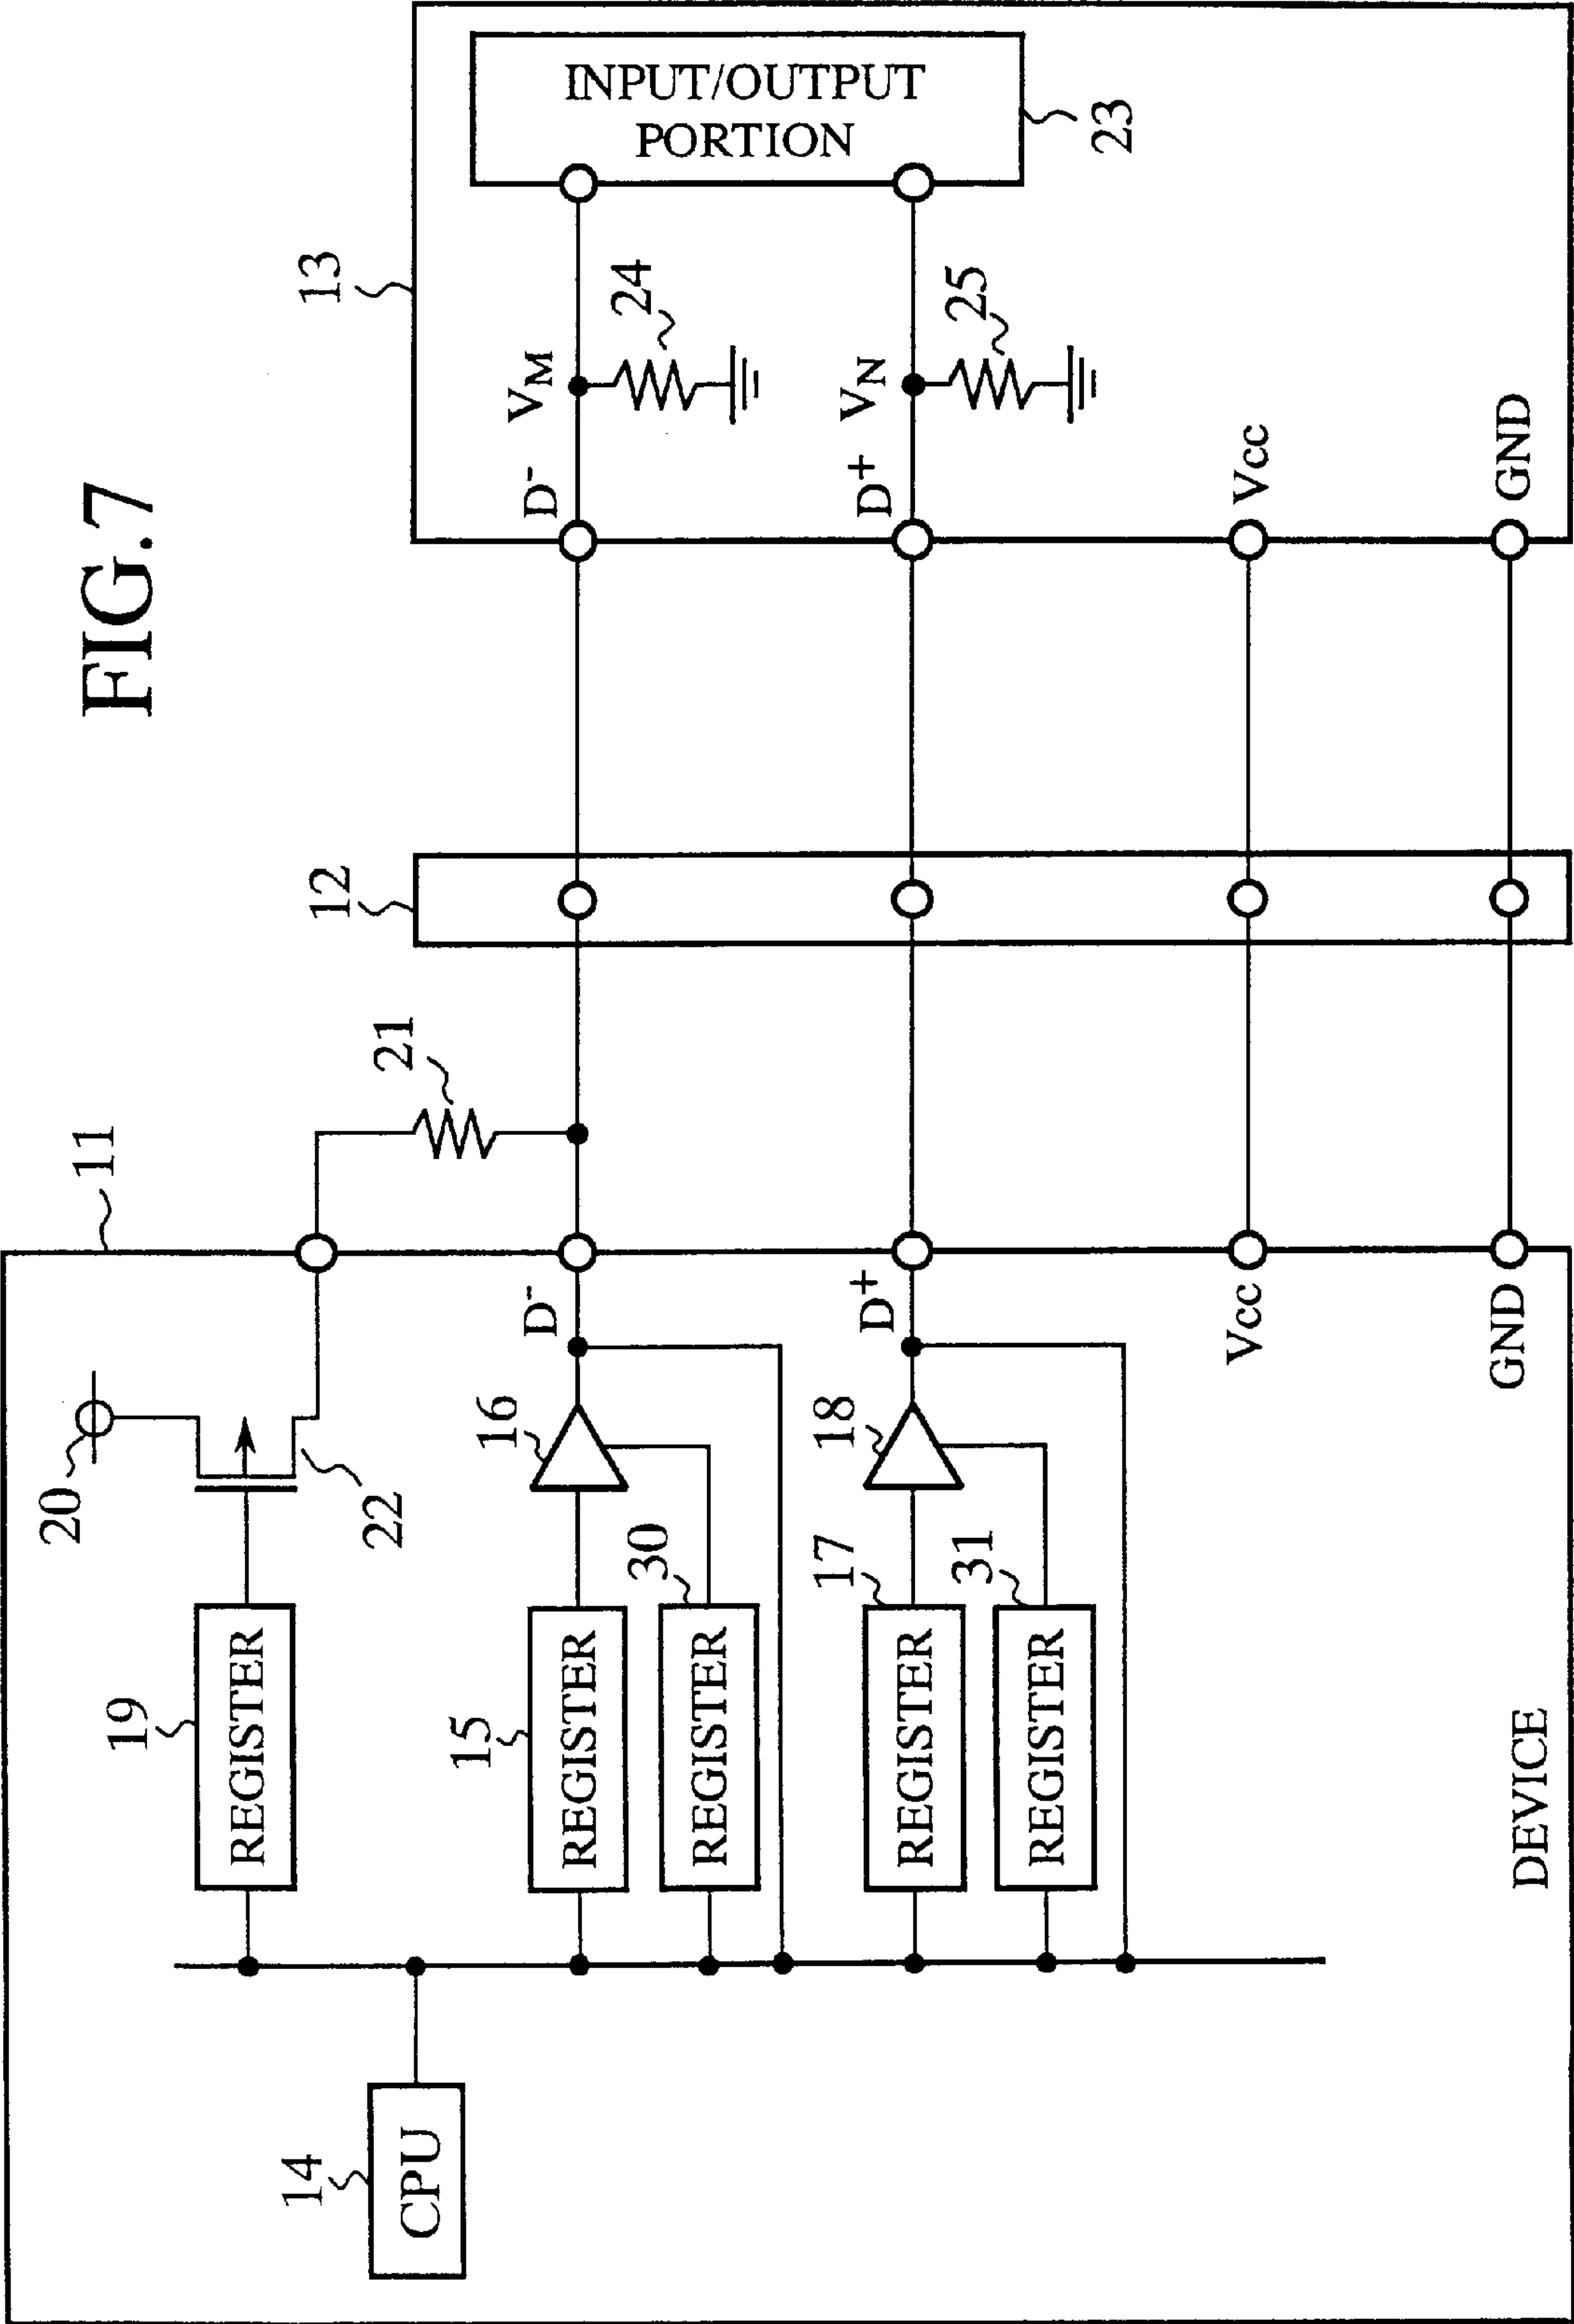 FIG.7
11
12
13
20
22
21
19
REGISTER
14
CPU
15
REGISTER
16
D-
30
REGISTER
17
REGISTER
18
D+
31
REGISTER
Vcc
GND
DEVICE
D-
VM
24
D+
VN
25
INPUT/OUTPUT
PORTION
23
Vcc
GND